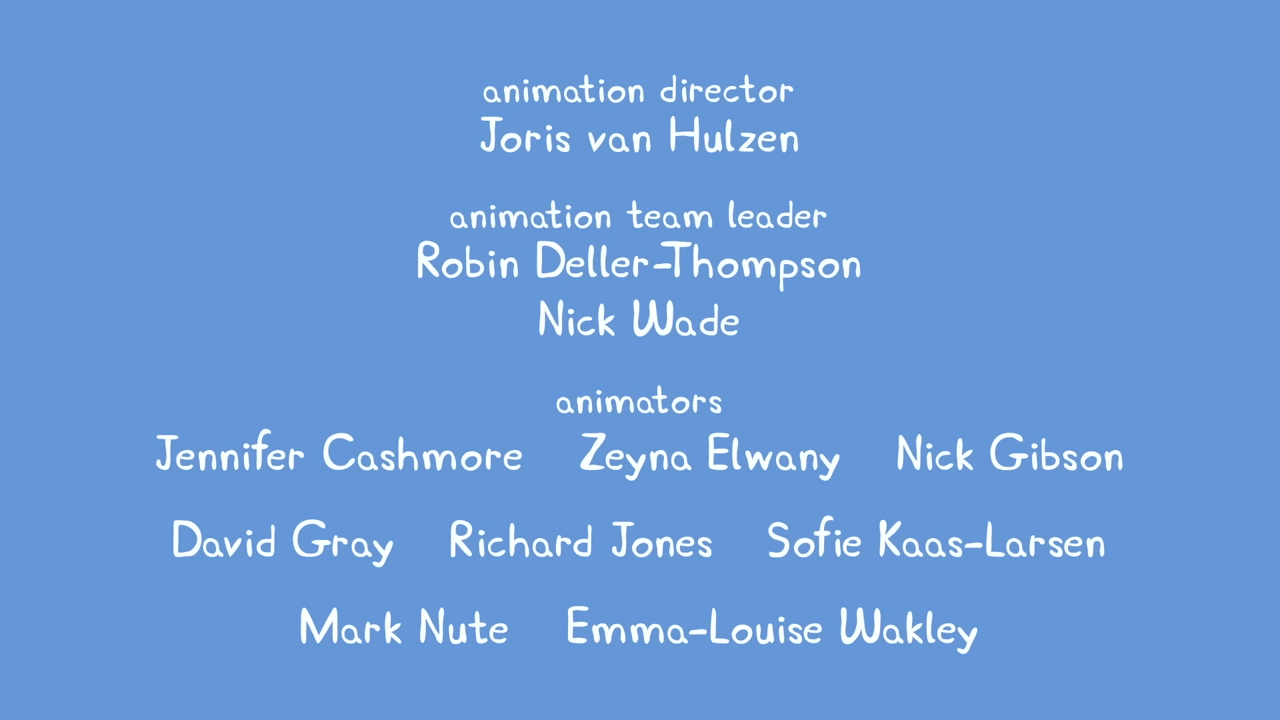 animation director
Joris van Hulzen
animation team leader
Robin Deller-Thompson
Nick Wade
animators
Jennifer Cashmore Zeyna Elwany Nick Gibson
David Gray Richard Jones Sofie Kaas-Larsen
Mark Nute Emma-Louise Wakley